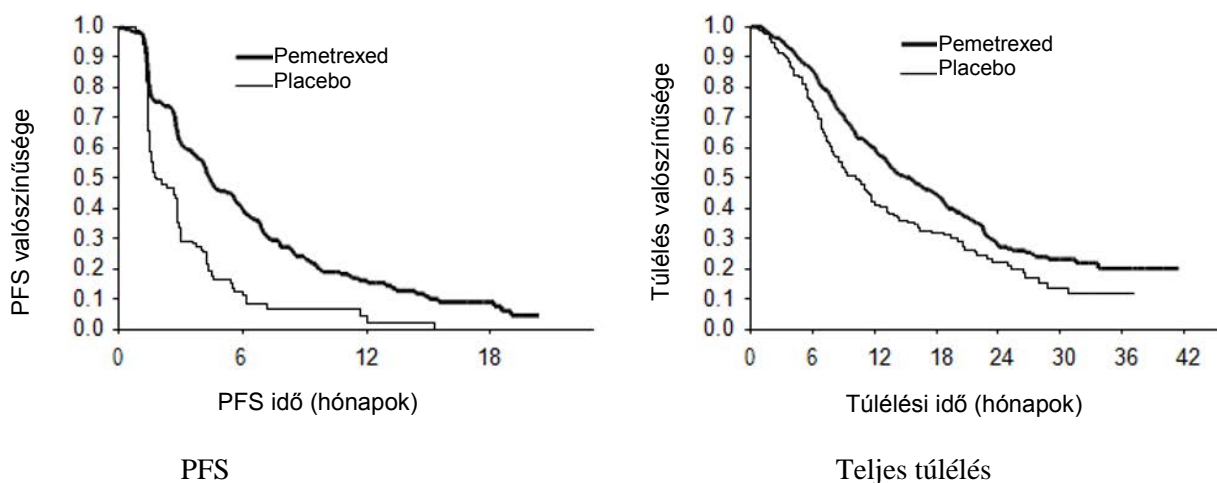 1.0
0.9
0.8
0.7
0.6
0.5
0.4
0.3
0.2
0.1
0.0
PFS valószínűsége
Pemetrexed
Placebo
0 6 12 18
PFS idő (hónapok)
PFS
1.0
0.9
0.8
0.7
0.6
0.5
0.4
0.3
0.2
0.1
0.0
Túlélés valószínűsége
Pemetrexed
Placebo
0 6 12 18 24 30 36 42
Túlélési idő (hónapok)
Teljes túlélés